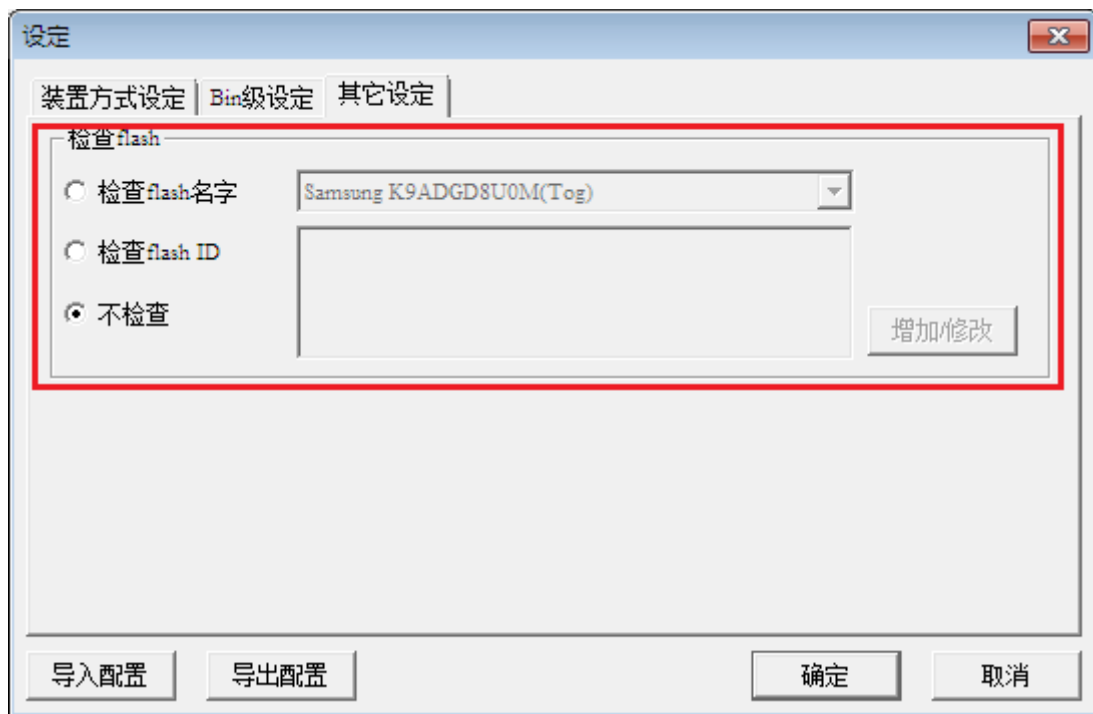 设定
装置方式设定 Bin级设定 其它设定
检查flash
检查flash名字 Samsung K9ADGD8U0M(Tog)
检查flash ID
不检查
增加/修改
导入配置 导出配置 确定 取消